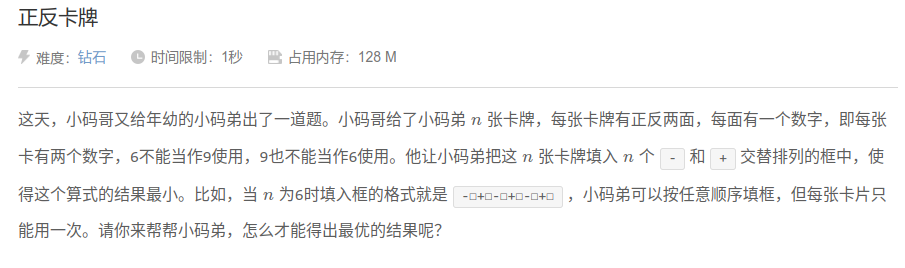 正反卡牌
难度：钻石 时间限制：1秒 占用内存：128 M
这天，小码哥又给年幼的小码弟出了一道题。小码哥给了小码弟 n 张卡牌，每张卡牌有正反两面，每面有一个数字，即每张
卡有两个数字，6不能当作9使用，9也不能当作6使用。他让小码弟把这 n 张卡牌填入 n 个 - 和 + 交替排列的框中，使
得这个算式的结果最小。比如，当 n 为6时填入框的格式就是 -□+□-□+□-□+□ ，小码弟可以按任意顺序填框，但每张卡片只
能用一次。请你来帮帮小码弟，怎么才能得出最优的结果呢？